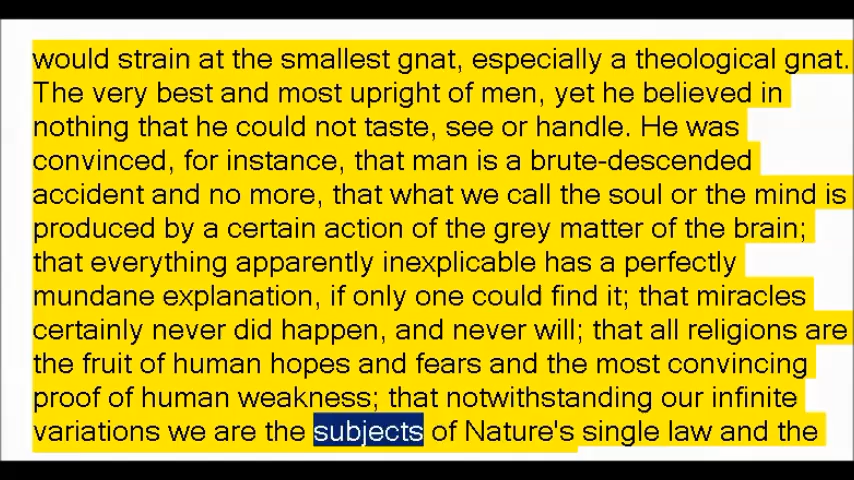 would strain at the smallest gnat, especially a theological gnat.
The very best and most upright of men, yet he believed in
nothing that he could not taste, see or handle. He was
convinced, for instance, that man is a brute-descended
accident and no more, that what we call the soul or the mind is
produced by a certain action of the grey matter of the brain;
that everything apparently inexplicable has a perfectly
mundane explanation, if only one could find it; that miracles
certainly never did happen, and never will; that all religions are
the fruit of human hopes and fears and the most convincing
proof of human weakness; that notwithstanding our infinite
variations we are the subjects of Nature's single law and the